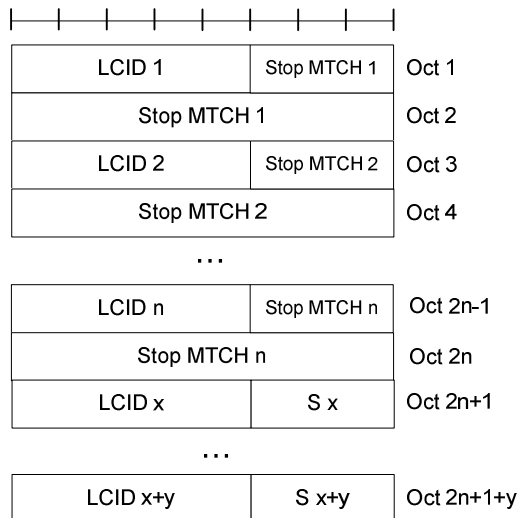 LCID 1 Stop MTCH 1 Oct 1
Stop MTCH 1 Oct 2
LCID 2 Stop MTCH 2 Oct 3
Stop MTCH 2 Oct 4
...
LCID n Stop MTCH n Oct 2n-1
Stop MTCH n Oct 2n
LCID x S x Oct 2n+1
...
LCID x+y S x+y Oct 2n+1+y